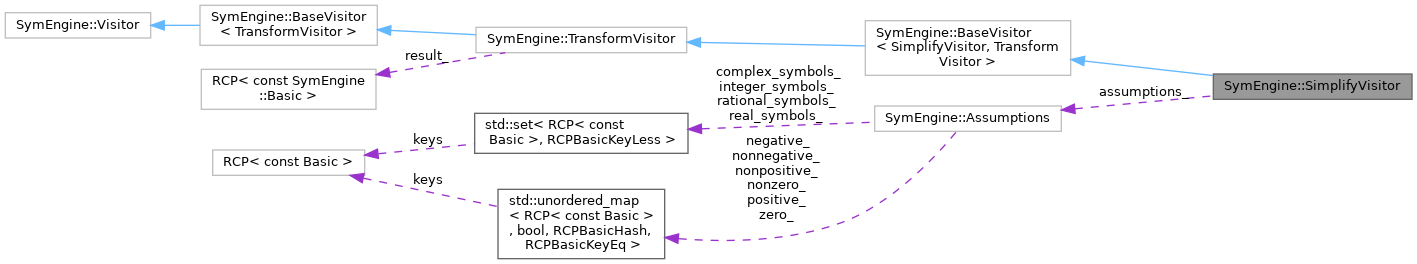 SymEngine::Visitor
SymEngine::BaseVisitor
< TransformVisitor >
SymEngine::TransformVisitor
SymEngine::BaseVisitor
< SimplifyVisitor, Transform
Visitor >
SymEngine::SimplifyVisitor
result_
RCP< const SymEngine
::Basic >
complex_symbols_
integer_symbols_
rational_symbols_
real_symbols_
assumptions_
SymEngine::Assumptions
std::set< RCP< const
Basic >, RCPBasicKeyLess >
keys
RCP< const Basic >
keys
negative_
nonnegative_
nonpositive_
nonzero_
positive_
zero_
std::unordered_map
< RCP< const Basic >
, bool, RCPBasicHash,
RCPBasicKeyEq >